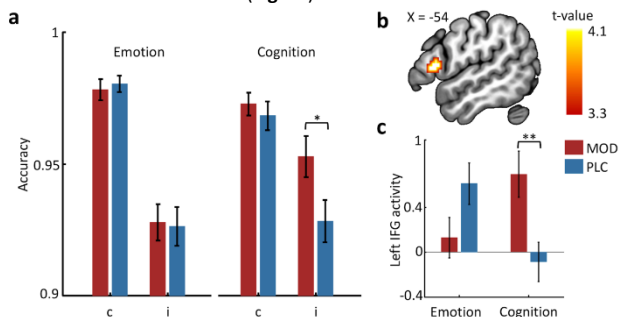 a
Emotion
Cognition
Accuracy
1
0.95
0.9
*
c
i
c
i
b
X = -54
t-value
4.1
3.3
c
**
MOD
PLC
Left IFG activity
1
0.4
0
-0.4
Emotion
Cognition